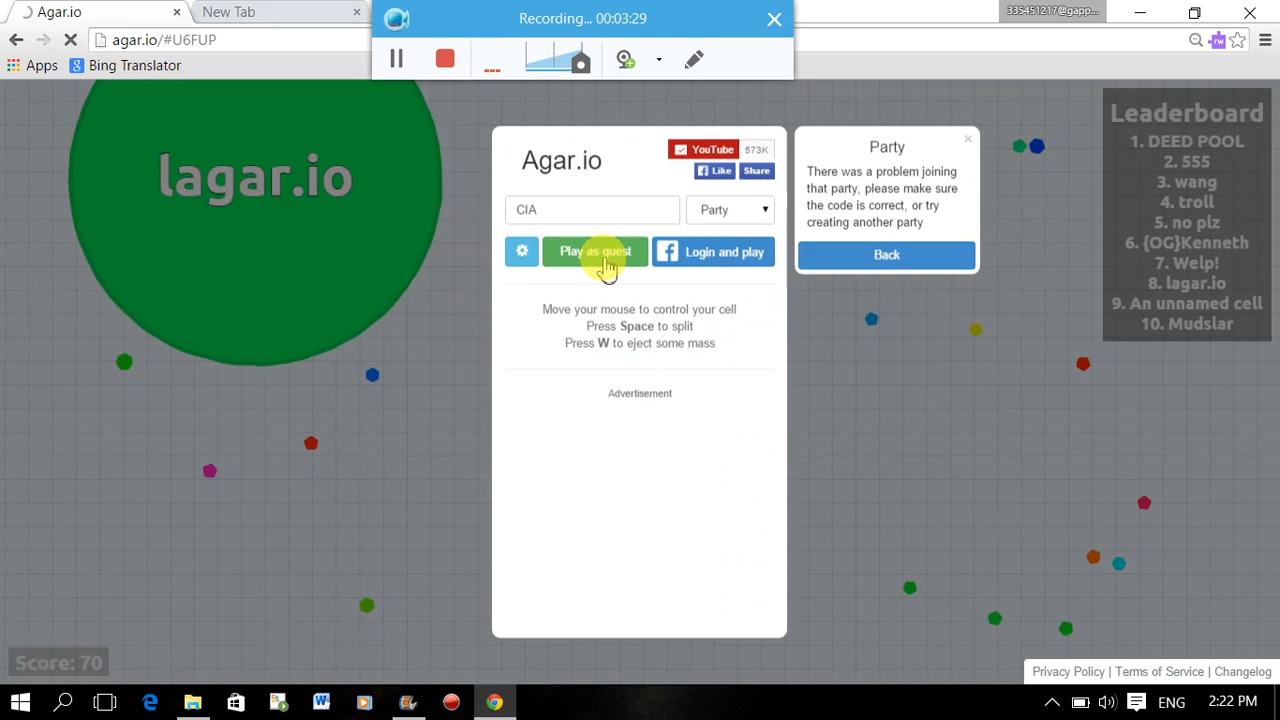 Agar.io
New Tab
Recording... 00:03:29
335451217@gapp...
agar.io/#U6FUP
Apps
Bing Translator
lagar.io
Agar.io
YouTube 573K
Like Share
CIA
Party
Play as guest
Login and play
Move your mouse to control your cell
Press Space to split
Press W to eject some mass
Advertisement
Party
There was a problem joining
that party, please make sure
the code is correct, or try
creating another party
Back
Leaderboard
1. DEED POOL
2. 555
3. wang
4. troll
5. no plz
6. {OG}Kenneth
7. Welp!
8. lagar.io
9. An unnamed cell
10. Mudslar
Score: 70
Privacy Policy | Terms of Service | Changelog
ENG
2:22 PM